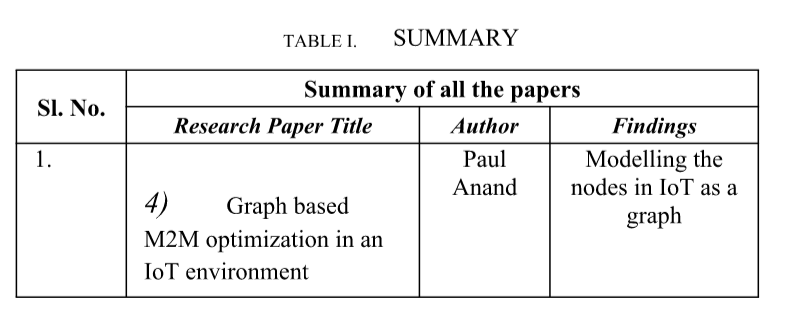 TABLE I. SUMMARY
Sl. No.
Summary of all the papers
Research Paper Title Author Findings
1.
4) Graph based
M2M optimization in an
IoT environment
Paul
Anand
Modelling the
nodes in IoT as a
graph